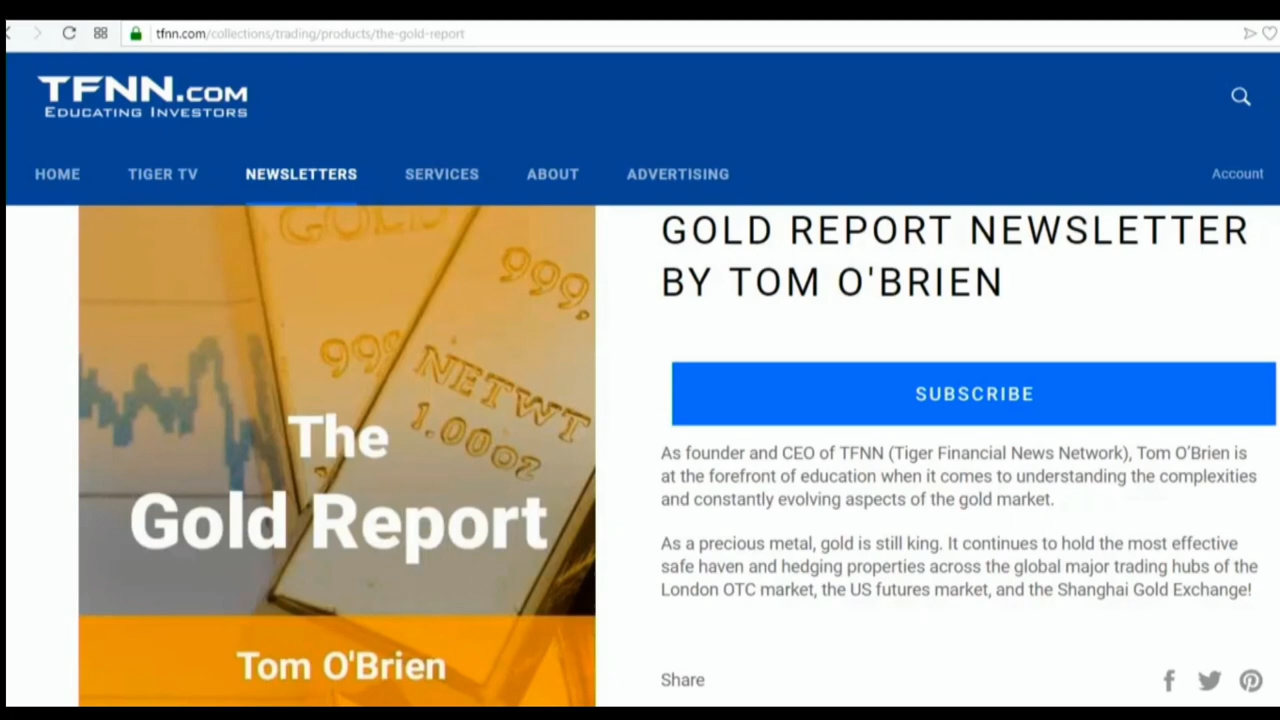 tfnn.com/collections/trading/products/the-gold-report
TFNN.COM
EDUCATING INVESTORS
HOME TIGER TV NEWSLETTERS SERVICES ABOUT ADVERTISING Account
GOLD
999.
999
NETWT
1.00OZ
The
Gold Report
Tom O'Brien
GOLD REPORT NEWSLETTER
BY TOM O'BRIEN
SUBSCRIBE
As founder and CEO of TFNN (Tiger Financial News Network), Tom O’Brien is
at the forefront of education when it comes to understanding the complexities
and constantly evolving aspects of the gold market.
As a precious metal, gold is still king. It continues to hold the most effective
safe haven and hedging properties across the global major trading hubs of the
London OTC market, the US futures market, and the Shanghai Gold Exchange!
Share